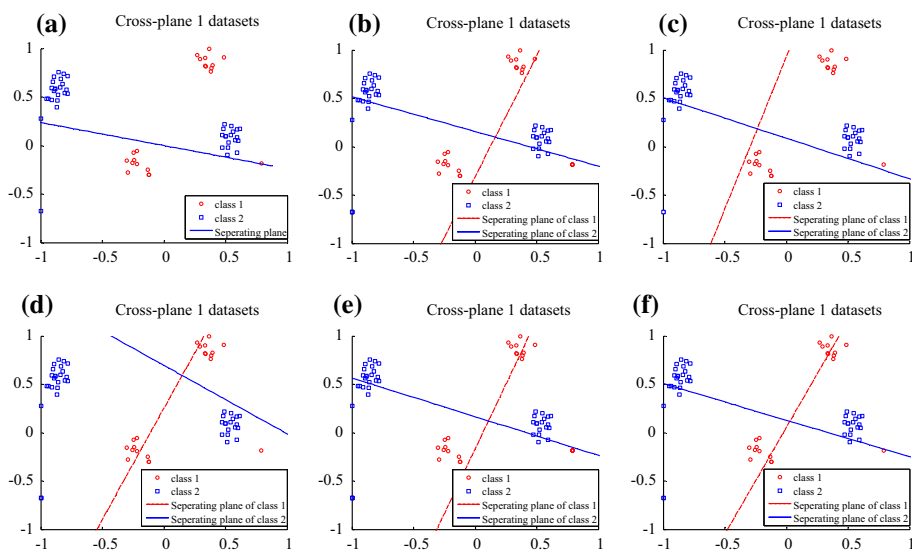 (a) Cross-plane 1 datasets
1
0.5
0
-0.5
-1
-1 -0.5 0 0.5 1
class 1
class 2
Seperating plane
(b) Cross-plane 1 datasets
1
0.5
0
-0.5
-1
-1 -0.5 0 0.5 1
class 1
class 2
Seperating plane of class 1
Seperating plane of class 2
(c) Cross-plane 1 datasets
1
0.5
0
-0.5
-1
-1 -0.5 0 0.5 1
class 1
class 2
Seperating plane of class 1
Seperating plane of class 2
(d) Cross-plane 1 datasets
1
0.5
0
-0.5
-1
-1 -0.5 0 0.5 1
class 1
class 2
Seperating plane of class 1
Seperating plane of class 2
(e) Cross-plane 1 datasets
1
0.5
0
-0.5
-1
-1 -0.5 0 0.5 1
class 1
class 2
Seperating plane of class 1
Seperating plane of class 2
(f) Cross-plane 1 datasets
1
0.5
0
-0.5
-1
-1 -0.5 0 0.5 1
class 1
class 2
Seperating plane of class 1
Seperating plane of class 2